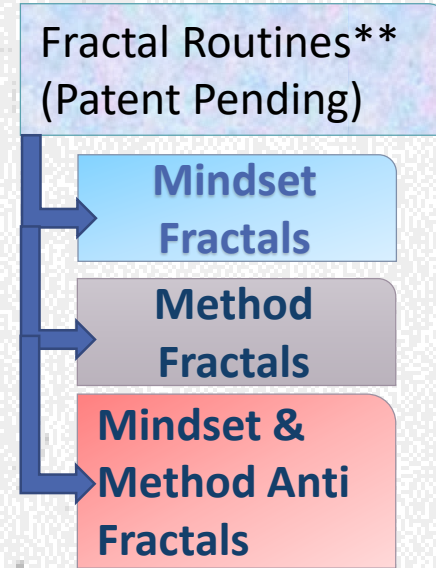 Fractal Routines**
(Patent Pending)
Mindset
Fractals
Method
Fractals
Mindset &
Method Anti
Fractals